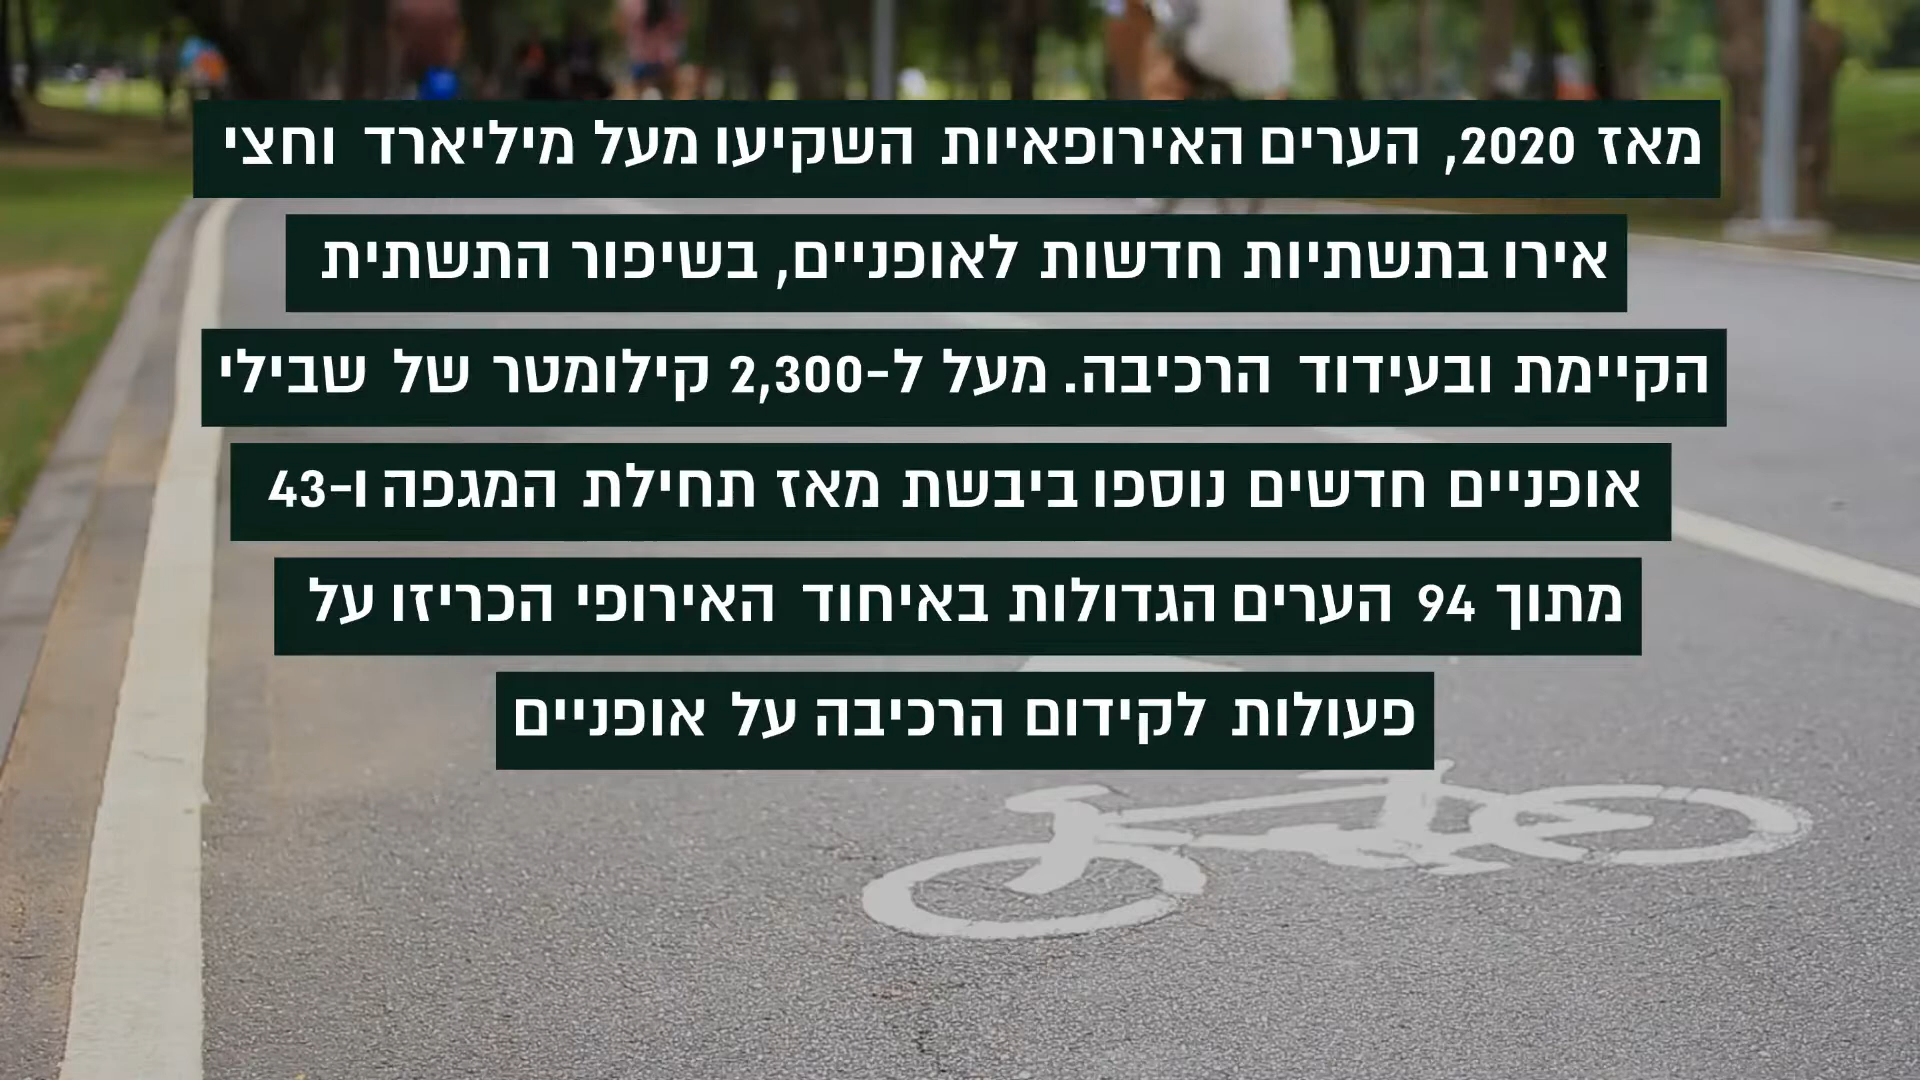 מאז 2020, הערים האירופאיות השקיעו מעל מיליארד וחצי
אירו בתשתיות חדשות לאופניים, בשיפור התשתית
הקיימת ובעידוד הרכיבה. מעל ל-2,300 קילומטר של שבילי
אופניים חדשים נוספו ביבשת מאז תחילת המגפה ו-43
מתוך 94 הערים הגדולות באיחוד האירופי הכריזו על
פעולות לקידום הרכיבה על אופניים